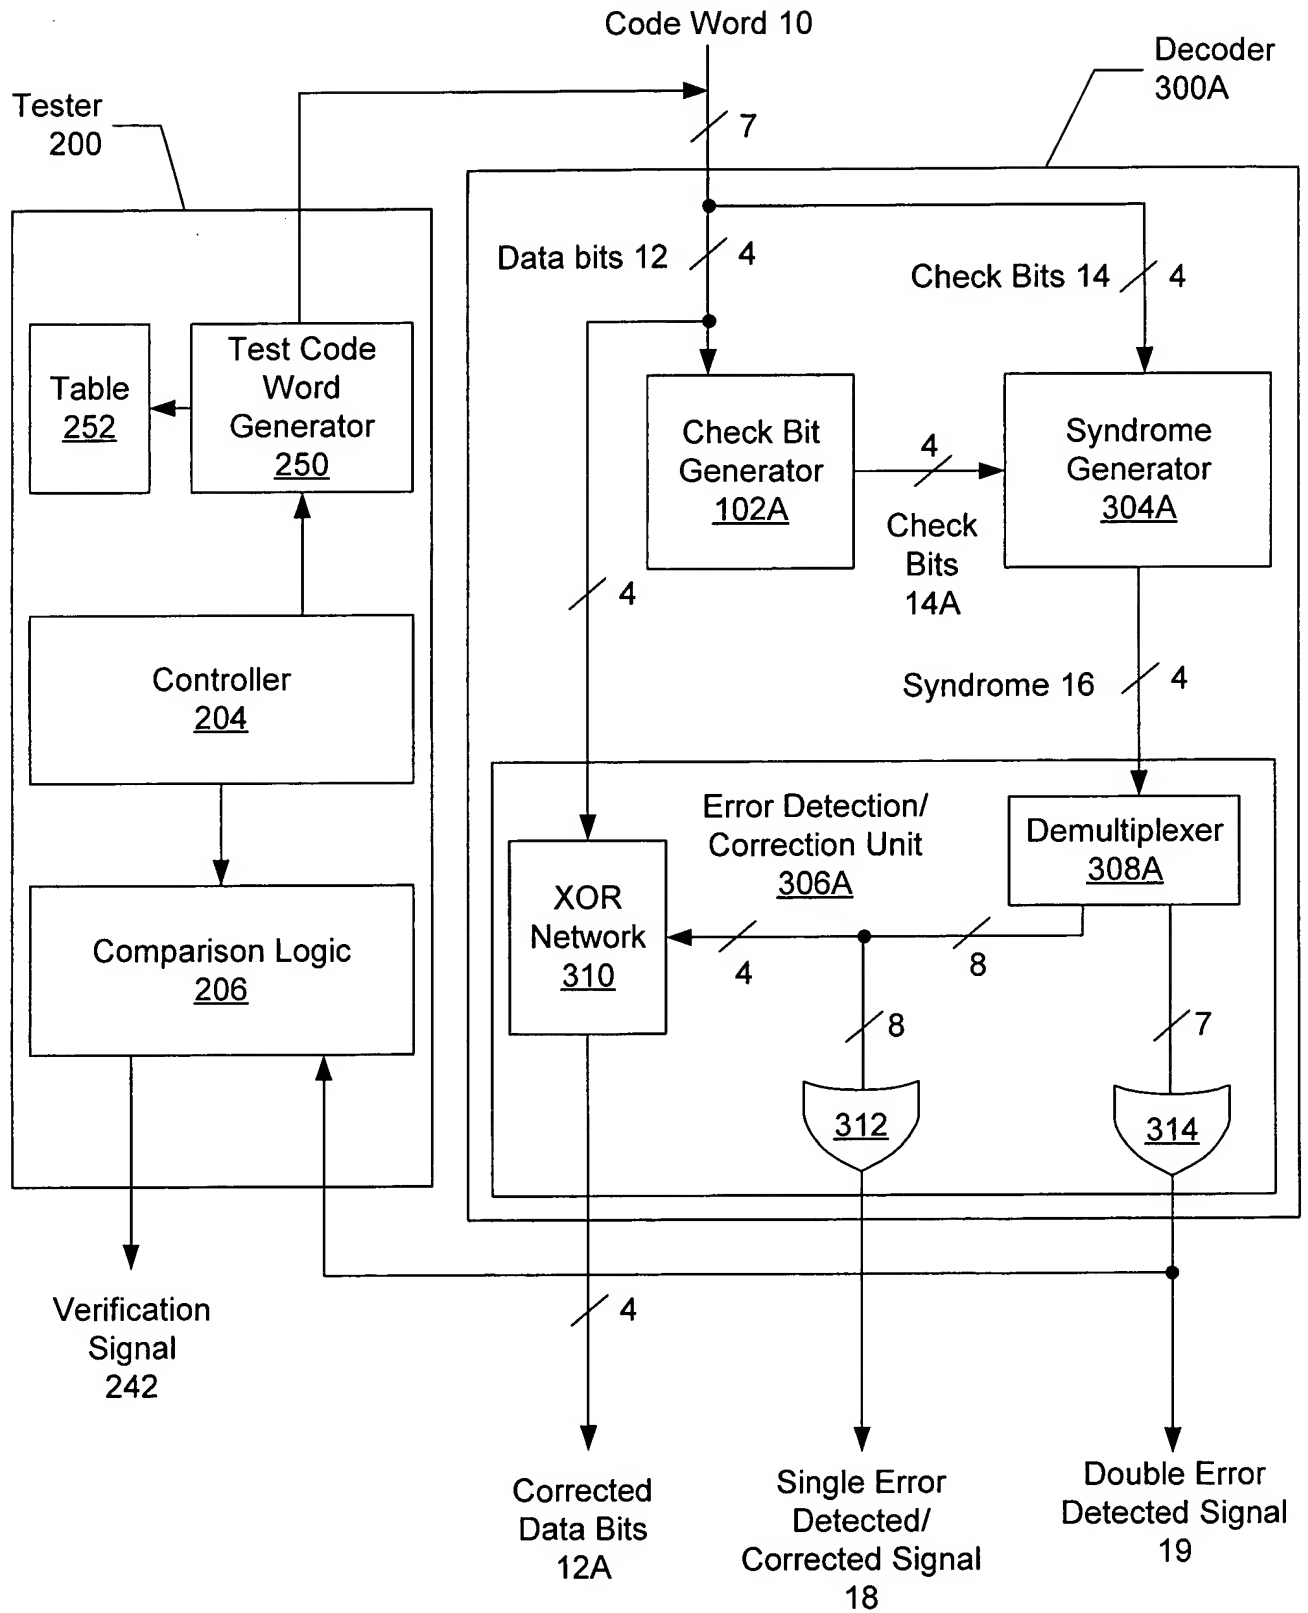 Code Word 10
Decoder
300A
Tester
200
7
Data bits 12
4
Check Bits 14
4
Table
252
Test Code
Word
Generator
250
Check Bit
Generator
102A
4
Check
Bits
14A
Syndrome
Generator
304A
4
Controller
204
Syndrome 16
4
Error Detection/
Correction Unit
306A
Demultiplexer
308A
XOR
Network
310
4
8
Comparison Logic
206
8
7
312
314
4
Verification
Signal
242
Corrected
Data Bits
12A
Single Error
Detected/
Corrected Signal
18
Double Error
Detected Signal
19